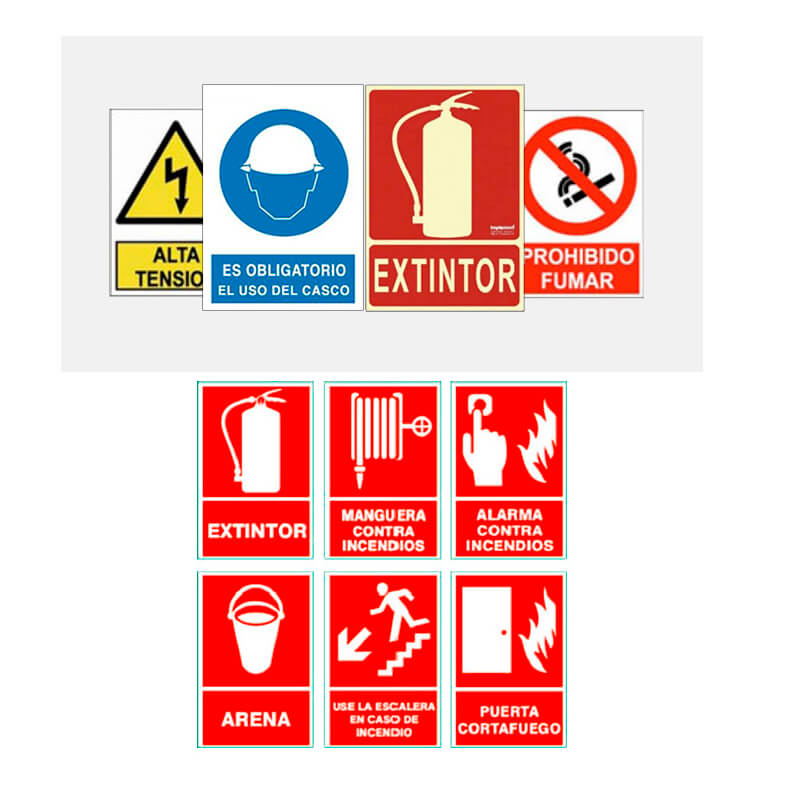 ALTA
TENSIO
ES OBLIGATORIO
EL USO DEL CASCO
EXTINTOR
PROHIBIDO
FUMAR
EXTINTOR
MANGUERA
CONTRA
INCENDIOS
ALARMA
CONTRA
INCENDIOS
ARENA
USE LA ESCALERA
EN CASO DE
INCENDIO
PUERTA
CORTAFUEGO